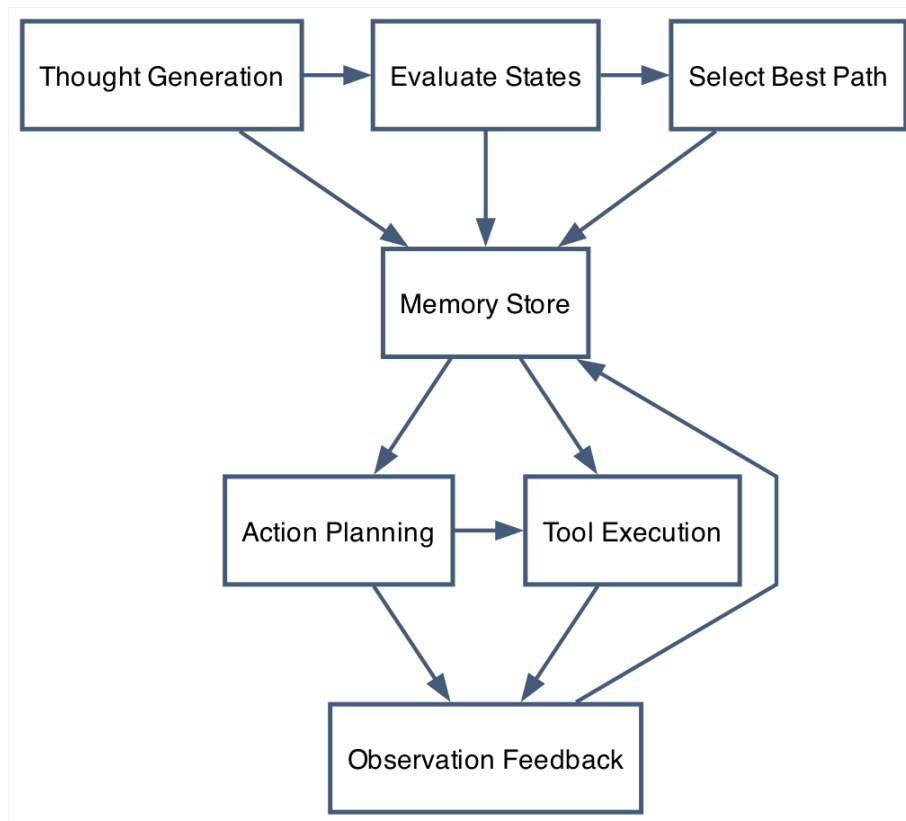 Thought Generation
Evaluate States
Select Best Path
Memory Store
Action Planning
Tool Execution
Observation Feedback